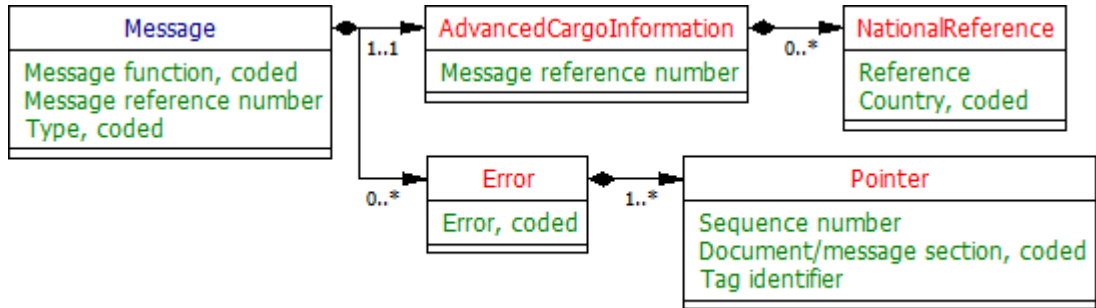 Message
Message function, coded
Message reference number
Type, coded
1..1
AdvancedCargoInformation
Message reference number
0..*
NationalReference
Reference
Country, coded
0..*
Error
Error, coded
1..*
Pointer
Sequence number
Document/message section, coded
Tag identifier